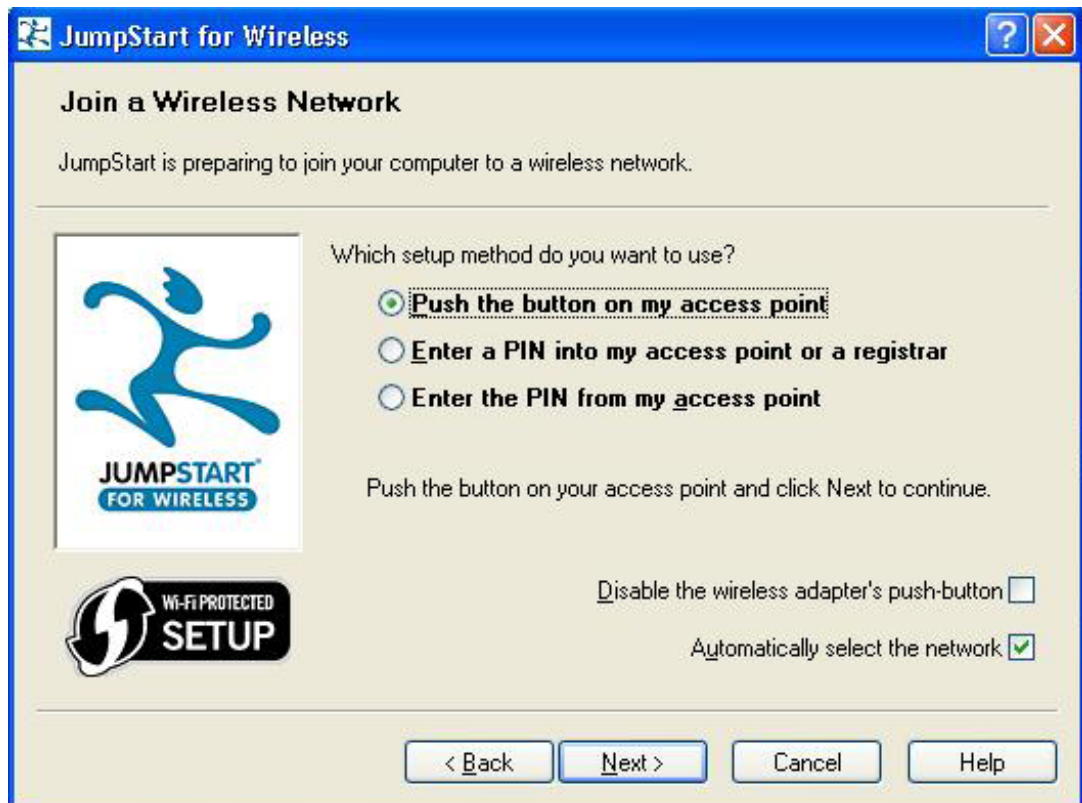 JumpStart for Wireless
Join a Wireless Network
JumpStart is preparing to join your computer to a wireless network.
Which setup method do you want to use?
Push the button on my access point
Enter a PIN into my access point or a registrar
Enter the PIN from my access point
JUMPSTART
FOR WIRELESS
Push the button on your access point and click Next to continue.
Wi-Fi PROTECTED
SETUP
Disable the wireless adapter's push-button
Automatically select the network
< Back Next > Cancel Help